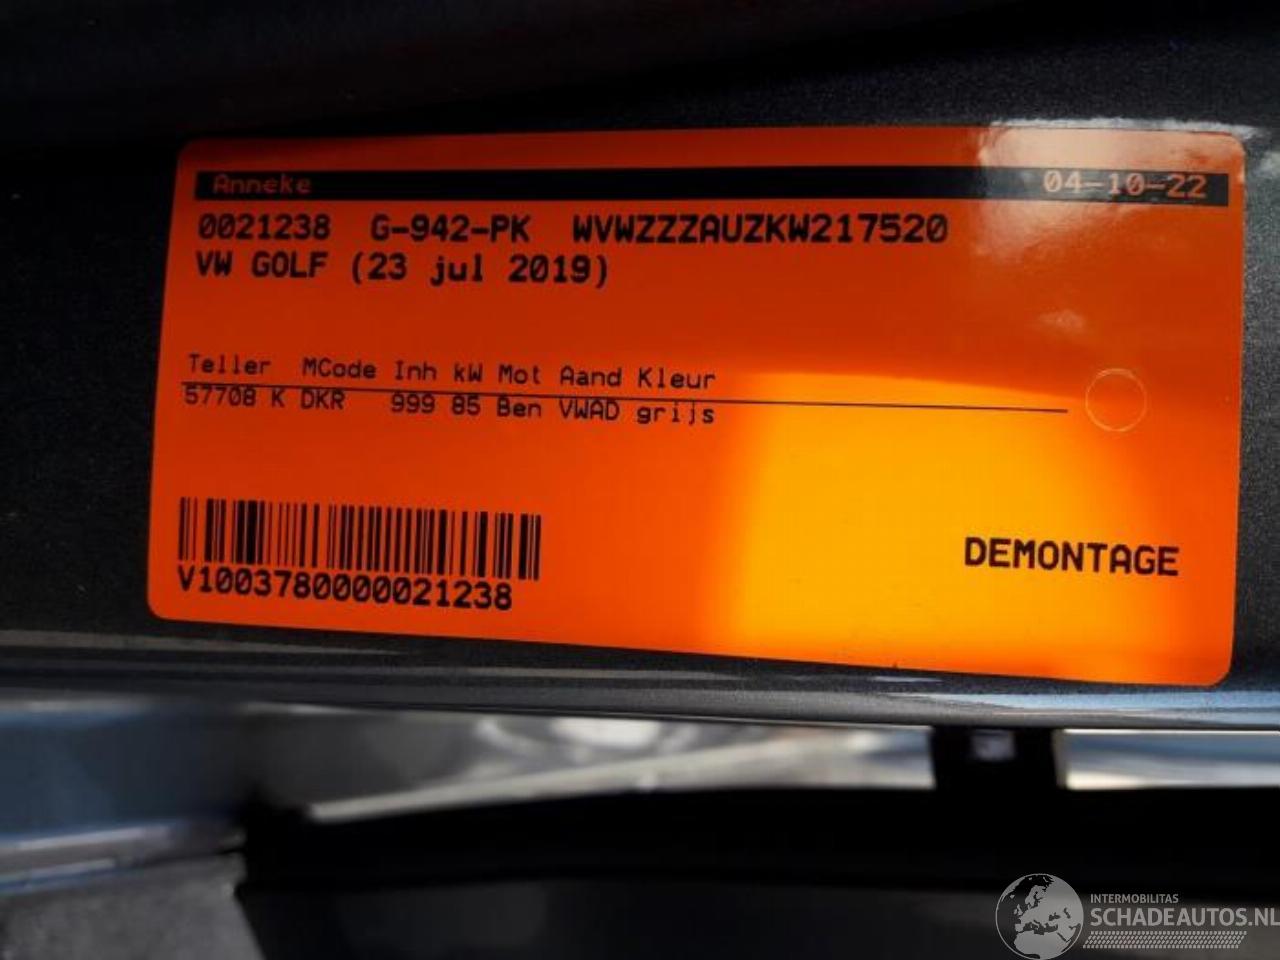 Anneke 04-10-22
0021238 G-942-PK WVWZZZAUZKW217520
VW GOLF (23 jul 2019)
Teller MCode Inh kW Mot Aand Kleur
57708 K DKR 999 85 Ben VWAD grijs
V1003780000021238
DEMONTAGE
INTERMOBILITAS
SCHADEAUTOS.NL